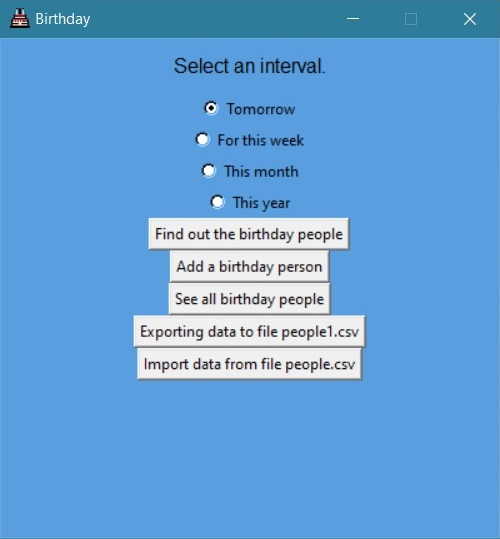 Birthday
Select an interval.
Tomorrow
For this week
This month
This year
Find out the birthday people
Add a birthday person
See all birthday people
Exporting data to file people1.csv
Import data from file people.csv